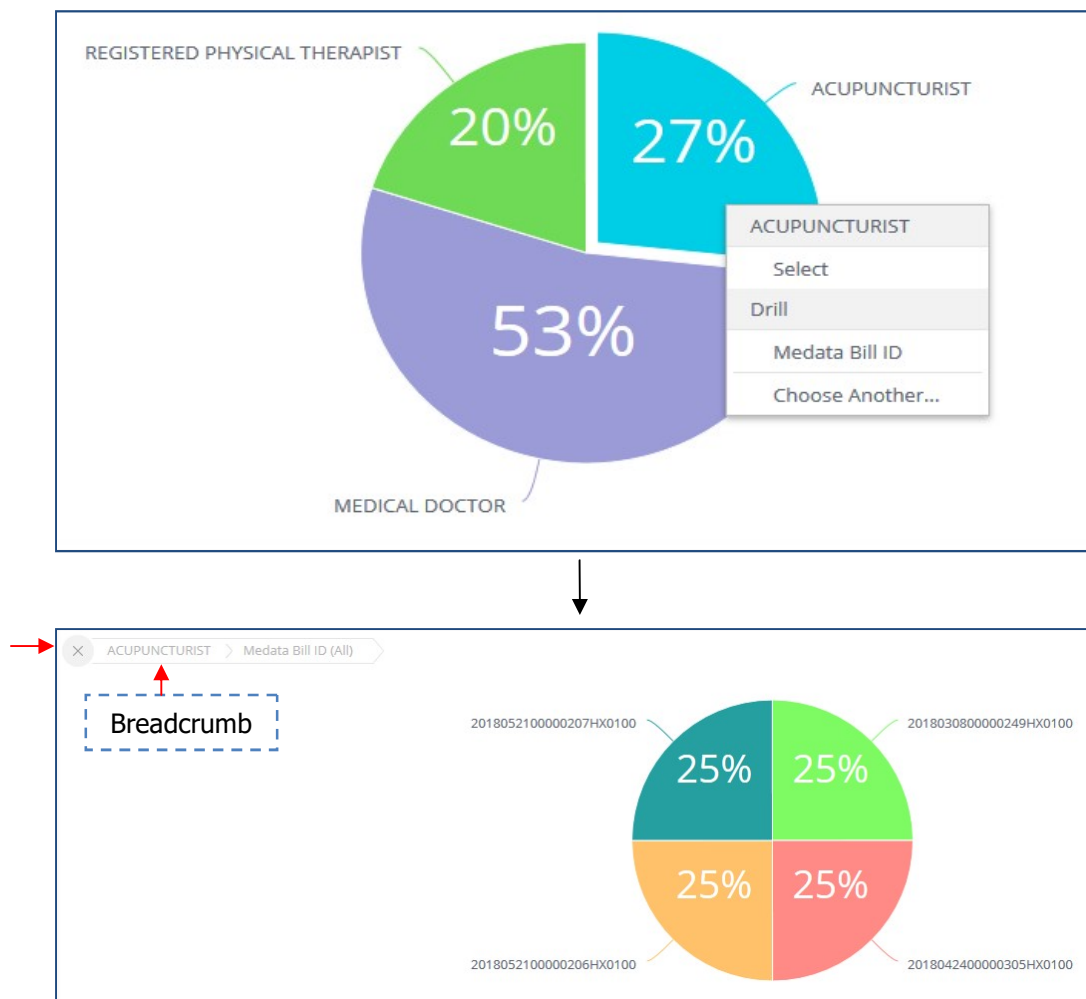 REGISTERED PHYSICAL THERAPIST
ACUPUNCTURIST
20%
27%
ACUPUNCTURIST
Select
Drill
53%
Medata Bill ID
Choose Another...
MEDICAL DOCTOR
ACUPUNCTURIST
Medata Bill ID (All)
Breadcrumb
2018052100000207HX0100
2018030800000249HX0100
25%
25%
25%
25%
2018052100000206HX0100
2018042400000305HX0100